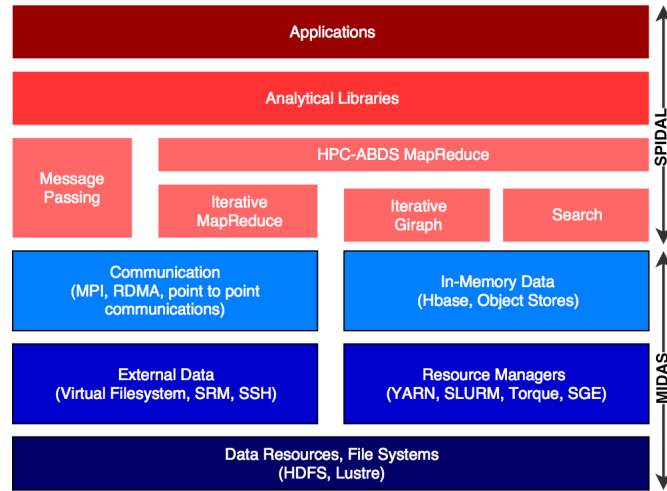 Applications
Analytical Libraries
SPIDAL
HPC-ABDS MapReduce
Message
Passing
Iterative
MapReduce
Iterative
Giraph
Search
Communication
(MPI, RDMA, point to point
communications)
In-Memory Data
(Hbase, Object Stores)
MIDAS
External Data
(Virtual Filesystem, SRM, SSH)
Resource Managers
(YARN, SLURM, Torque, SGE)
Data Resources, File Systems
(HDFS, Lustre)